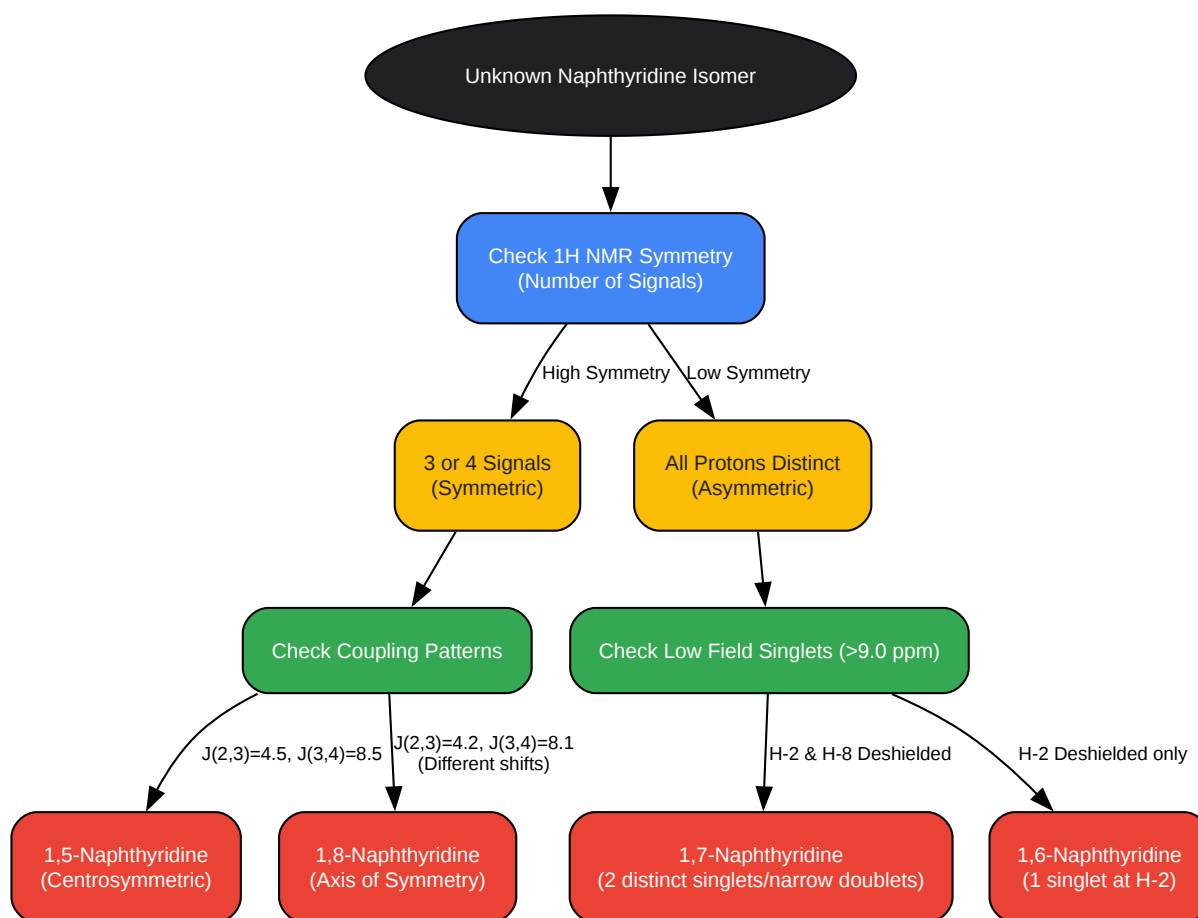 Unknown Naphthyridine Isomer
Check 1H NMR Symmetry
(Number of Signals)
High Symmetry
Low Symmetry
3 or 4 Signals
(Symmetric)
All Protons Distinct
(Asymmetric)
Check Coupling Patterns
Check Low Field Singlets (>9.0 ppm)
J(2,3)=4.5, J(3,4)=8.5
J(2,3)=4.2, J(3,4)=8.1
(Different shifts)
H-2 & H-8 Deshielded
H-2 Deshielded only
1,5-Naphthyridine
(Centrosymmetric)
1,8-Naphthyridine
(Axis of Symmetry)
1,7-Naphthyridine
(2 distinct singlets/narrow doublets)
1,6-Naphthyridine
(1 singlet at H-2)